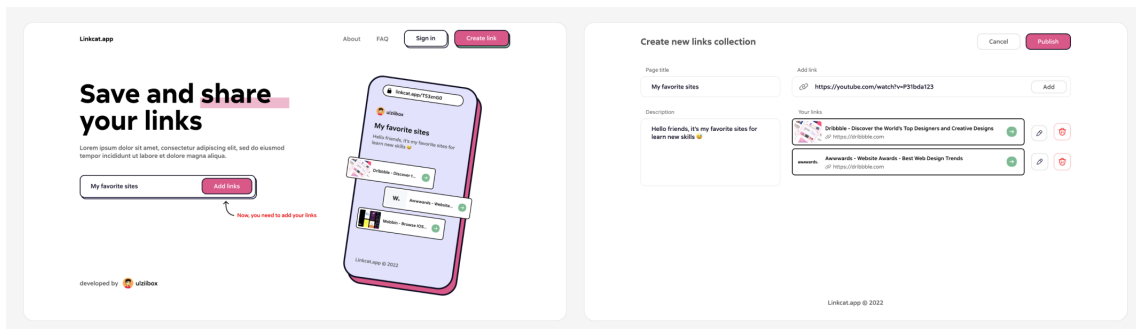 Linkcat.app
About FAQ Sign in Create link
Save and share
your links
Lorem ipsum dolor sit amet, consectetur adipiscing elit, sed do eiusmod
tempor incididunt ut labore et dolore magna aliqua.
My favorite sites Add links
Now, you need to add your links
developed by ulziibox
linkcat.app/T53zn00
ulziibox
My favorite sites
Hello friends, it's my favorite sites for
learn new skills 😅
Dribbble - Discover t...
W. Awwwards - Website...
Mobbin - Browse iOS...
Linkcat.app © 2022
Create new links collection
Cancel Publish
Page title
My favorite sites
Add link
https://youtube.com/watch?v=P31bda123 Add
Description
Hello friends, it's my favorite sites for
learn new skills 😅
Your links
Dribbble - Discover the World's Top Designers and Creative Designs
https://dribbble.com
awwwards.
Awwwards - Website Awards - Best Web Design Trends
https://dribbble.com
Linkcat.app © 2022